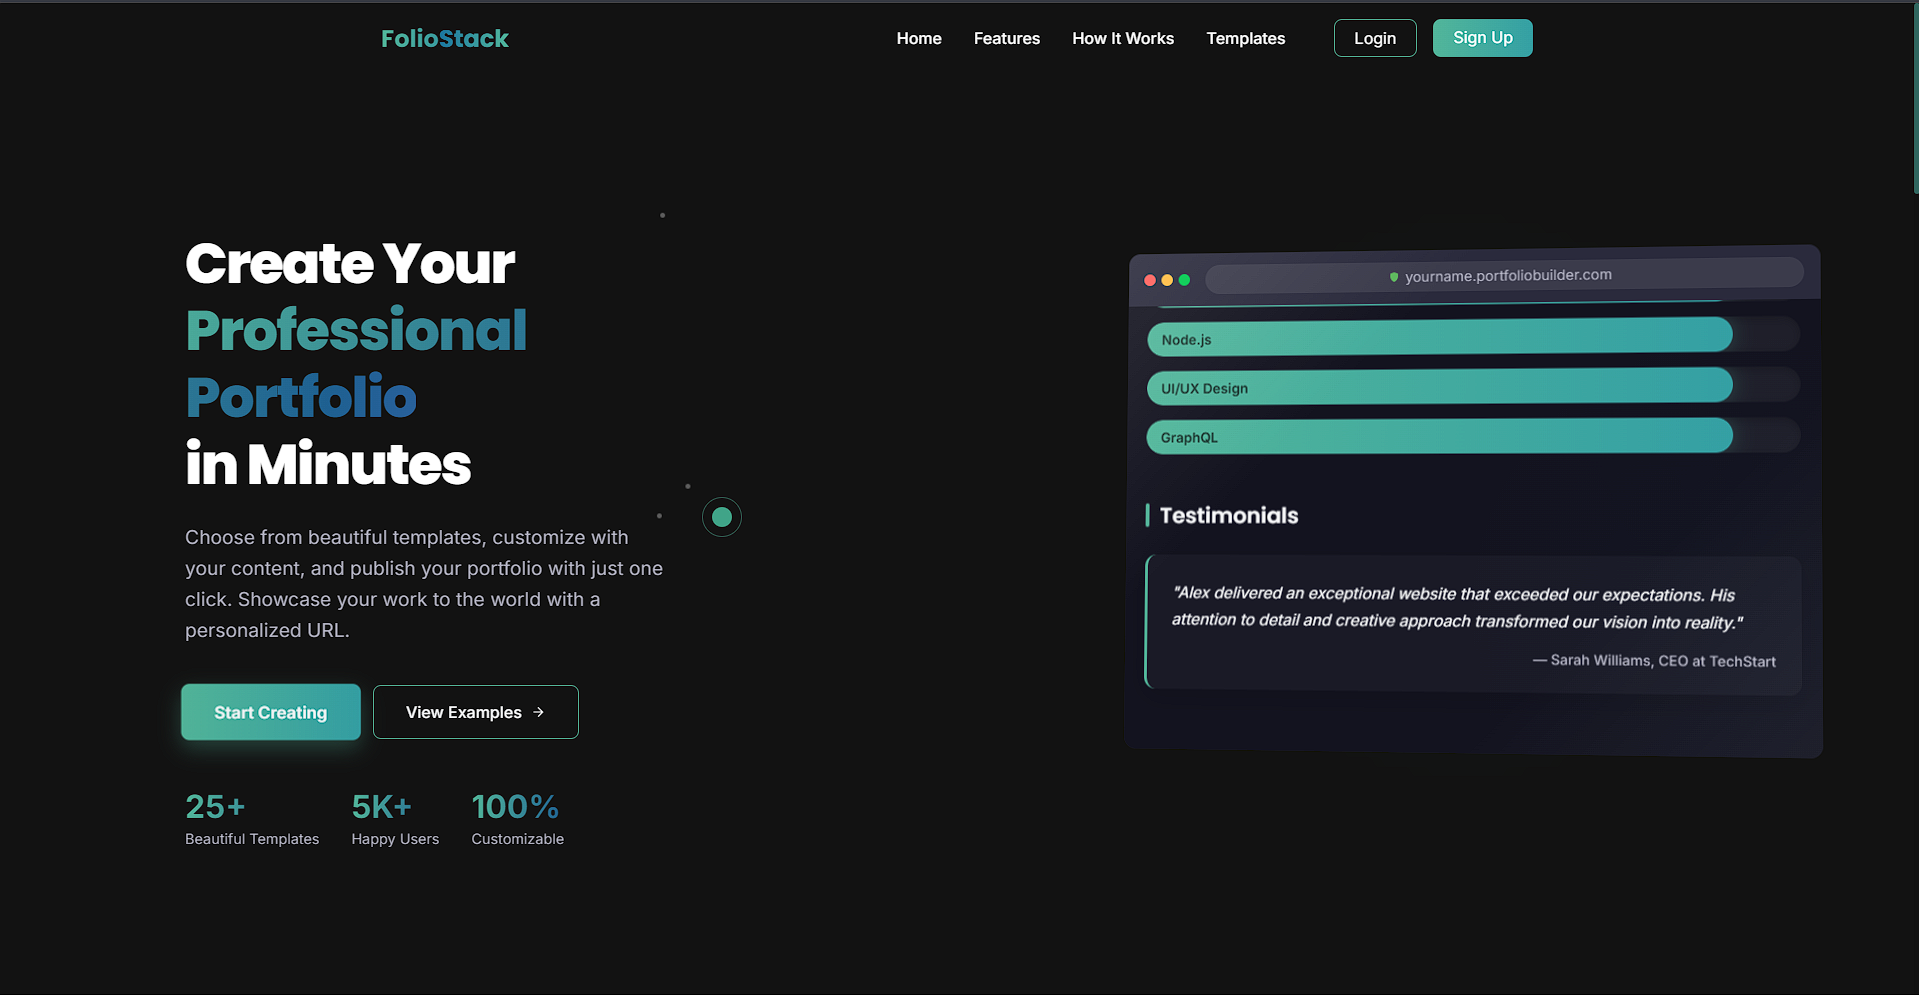 FolioStack
Home
Features
How It Works
Templates
Login
Sign Up
Create Your
Professional
Portfolio
in Minutes
Choose from beautiful templates, customize with
your content, and publish your portfolio with just one
click. Showcase your work to the world with a
personalized URL.
Start Creating
View Examples →
25+
Beautiful Templates
5K+
Happy Users
100%
Customizable
yourname.portfoliobuilder.com
Node.js
UI/UX Design
GraphQL
Testimonials
"Alex delivered an exceptional website that exceeded our expectations. His
attention to detail and creative approach transformed our vision into reality."
— Sarah Williams, CEO at TechStart